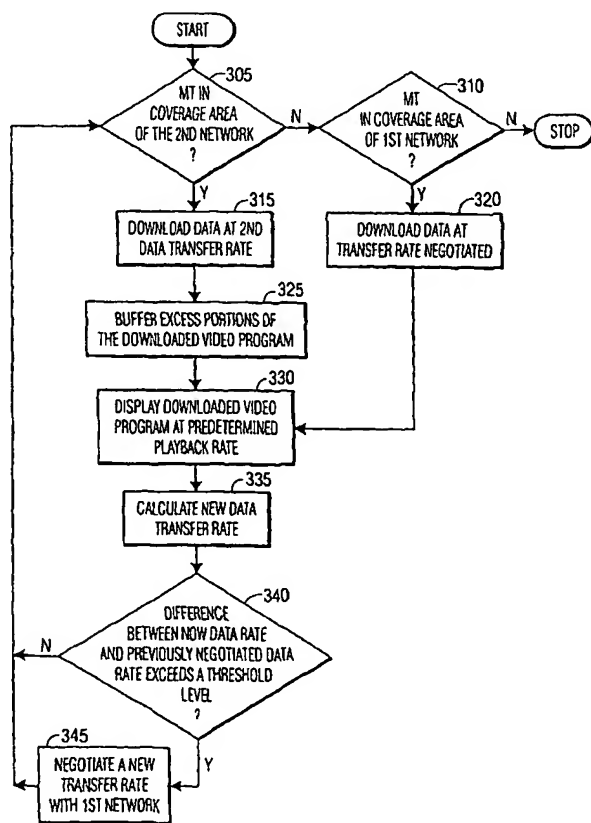 START
305
MT IN
COVERAGE AREA
OF THE 2ND NETWORK
?
N
310
MT
IN COVERAGE AREA
OF 1ST NETWORK
?
N
STOP
Y
Y
315
DOWNLOAD DATA AT 2ND
DATA TRANSFER RATE
320
DOWNLOAD DATA AT
TRANSFER RATE NEGOTIATED
325
BUFFER EXCESS PORTIONS OF
THE DOWNLOADED VIDEO PROGRAM
330
DISPLAY DOWNLOADED VIDEO
PROGRAM AT PREDETERMINED
PLAYBACK RATE
335
CALCULATE NEW DATA
TRANSFER RATE
340
DIFFERENCE
BETWEEN NOW DATA RATE
AND PREVIOUSLY NEGOTIATED DATA
RATE EXCEEDS A THRESHOLD
LEVEL
?
N
Y
345
NEGOTIATE A NEW
TRANSFER RATE
WITH 1ST NETWORK